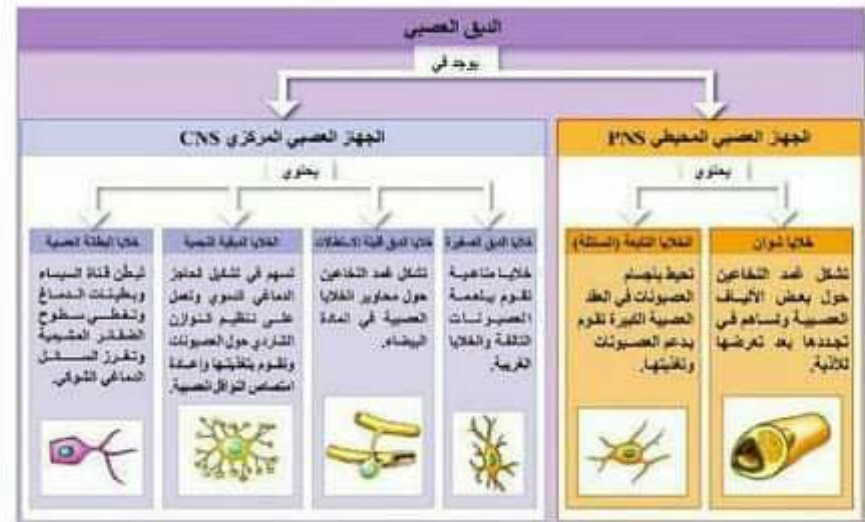 الدبق العصبي
يوجد في
الجهاز العصبي المحيطي PNS
يحتوي
خلايا شوان
تشكل غمد النخاعين
حول بعض الألياف
العصبية وتساهم في
تجددها بعد تعرضها
للأذية.
الخلايا التابعة (الساتلة)
تحيط بأجسام
العصبونات في العقد
العصبية الكبيرة تقوم
بدعم العصبونات
وتغذيتها.
الجهاز العصبي المركزي CNS
يحتوي
خلايا الدبق الصغيرة
خلايا مناعية
تقوم ببلعمة
العصبونات
التالفة والخلايا
الغريبة.
خلايا الدبق قليلة الاستطالات
تشكل غمد النخاعين
حول محاوير الخلايا
العصبية في المادة
البيضاء.
الخلايا الدبقية النجمية
تسهم في تشكيل الحاجز
الدماغي الدموي وتعمل
على تنظيم التوازن
الشاردي حول العصبونات
وتقوم بتغذيتها وإعادة
امتصاص النواقل العصبية.
خلايا البطانة العصبية
تبطن قناة السيساء
وبطينات الدماغ
وتغطي سطوح
الضفائر المشيمية
وتفرز السائل
الدماغي الشوكي.